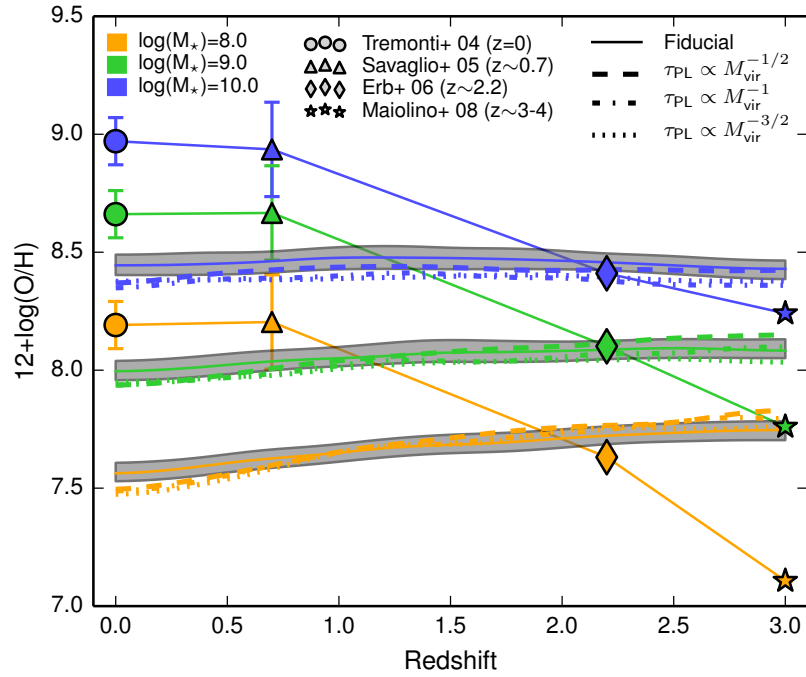 log(M⋆)=8.0
log(M⋆)=9.0
log(M⋆)=10.0
Tremonti+ 04 (z=0)
Savaglio+ 05 (z~0.7)
Erb+ 06 (z~2.2)
Maiolino+ 08 (z~3-4)
Fiducial
τPL ∝ Mvir^−1/2
τPL ∝ Mvir^−1
τPL ∝ Mvir^−3/2
12+log(O/H)
9.5
9.0
8.5
8.0
7.5
7.0
0.0 0.5 1.0 1.5 2.0 2.5 3.0
Redshift